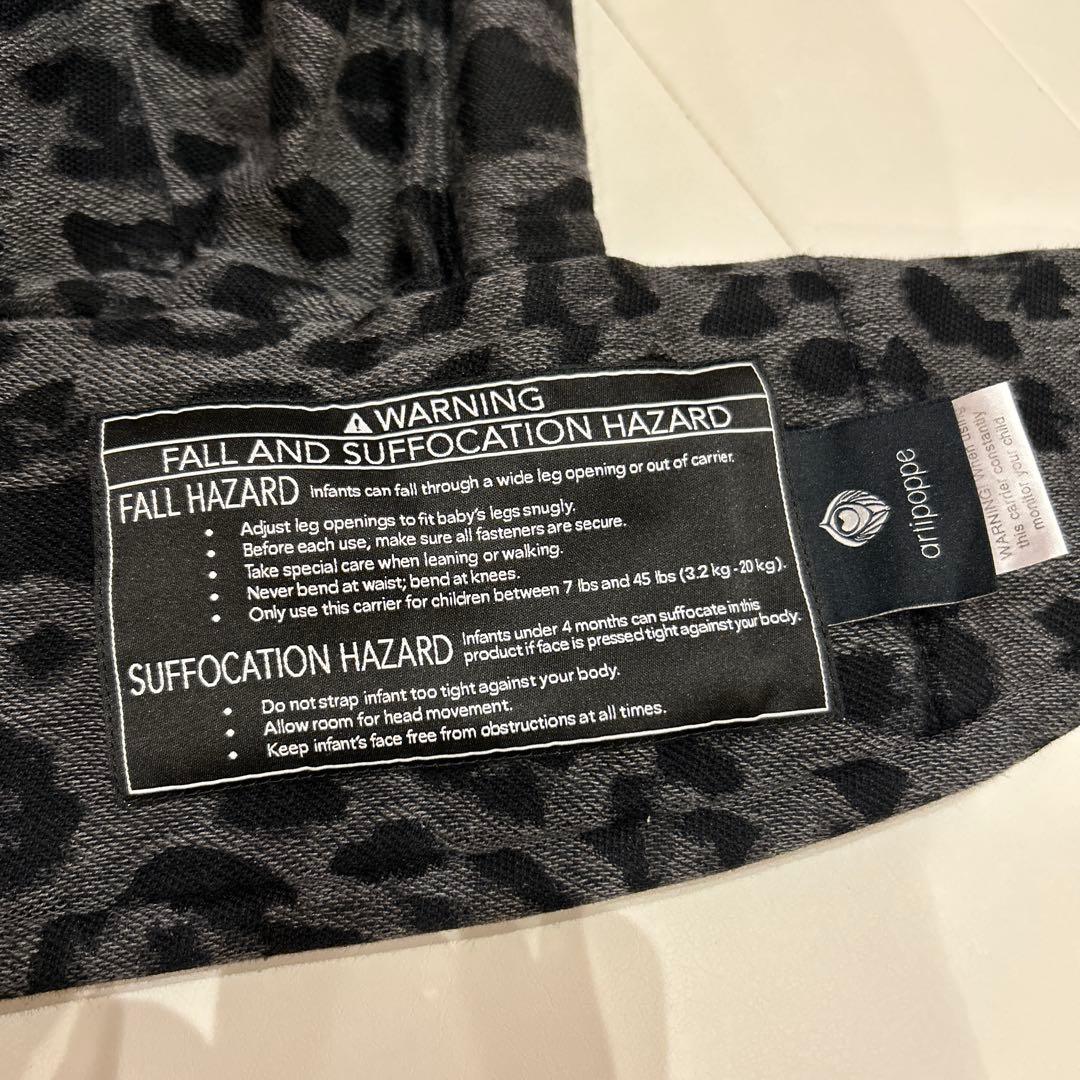 ⚠WARNING
FALL AND SUFFOCATION HAZARD
FALL HAZARD Infants can fall through a wide leg opening or out of carrier.
• Adjust leg openings to fit baby's legs snugly.
• Before each use, make sure all fasteners are secure.
• Take special care when leaning or walking.
• Never bend at waist; bend at knees.
• Only use this carrier for children between 7 lbs and 45 lbs (3.2 kg - 20 kg).
SUFFOCATION HAZARD Infants under 4 months can suffocate in this
product if face is pressed tight against your body.
• Do not strap infant too tight against your body.
• Allow room for head movement.
• Keep infant's face free from obstructions at all times.
artipoppe
WARNING when using
this carrier constantly
monitor your child